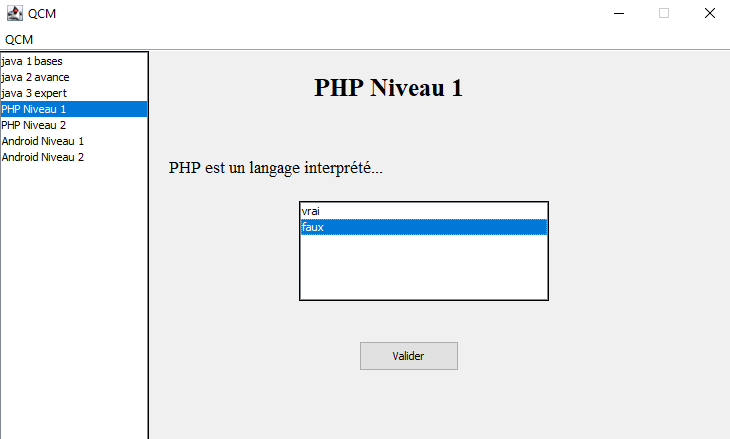 QCM
QCM
java 1 bases
java 2 avance
java 3 expert
PHP Niveau 1
PHP Niveau 2
Android Niveau 1
Android Niveau 2
PHP Niveau 1
PHP est un langage interprété...
vrai
faux
Valider